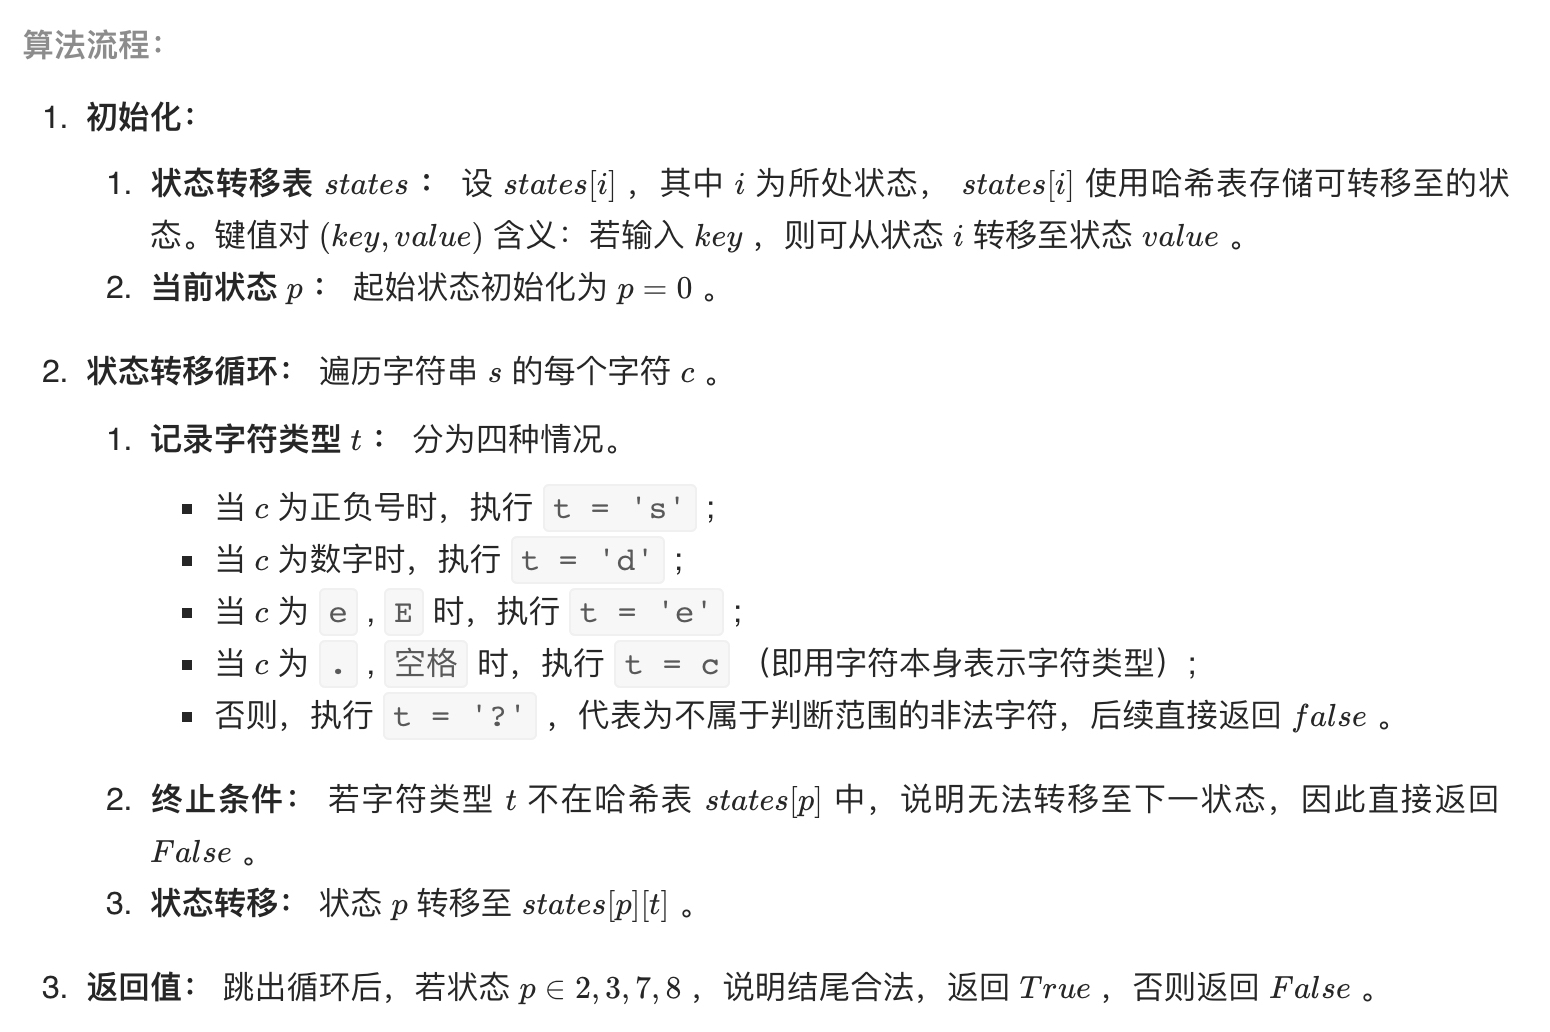 算法流程：
1. 初始化：
1. 状态转移表 states ： 设 states[i] ，其中 i 为所处状态， states[i] 使用哈希表存储可转移至的状
态。键值对 (key, value) 含义：若输入 key ，则可从状态 i 转移至状态 value 。
2. 当前状态 p ： 起始状态初始化为 p = 0 。
2. 状态转移循环： 遍历字符串 s 的每个字符 c 。
1. 记录字符类型 t ： 分为四种情况。
▪ 当 c 为正负号时，执行 t = 's' ;
▪ 当 c 为数字时，执行 t = 'd' ;
▪ 当 c 为 e , E 时，执行 t = 'e' ;
▪ 当 c 为 . , 空格 时，执行 t = c （即用字符本身表示字符类型）;
▪ 否则，执行 t = '?' ，代表为不属于判断范围的非法字符，后续直接返回 false 。
2. 终止条件： 若字符类型 t 不在哈希表 states[p] 中，说明无法转移至下一状态，因此直接返回
False 。
3. 状态转移： 状态 p 转移至 states[p][t] 。
3. 返回值： 跳出循环后，若状态 p ∈ 2, 3, 7, 8 ，说明结尾合法，返回 True ，否则返回 False 。